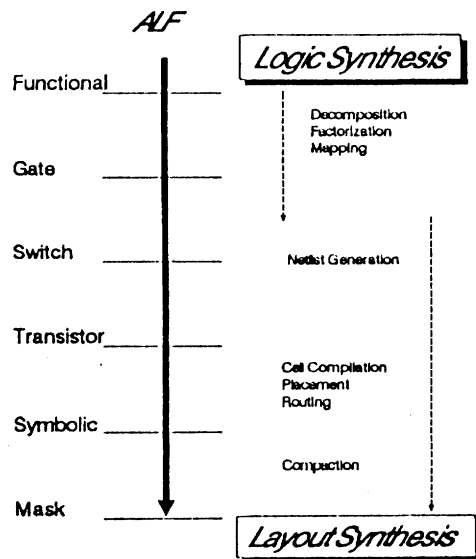 ALF
Logic Synthesis
Functional
Decomposition
Factorization
Mapping
Gate
Switch
Netlist Generation
Transistor
Cell Compilation
Placement
Routing
Symbolic
Compaction
Mask
Layout Synthesis